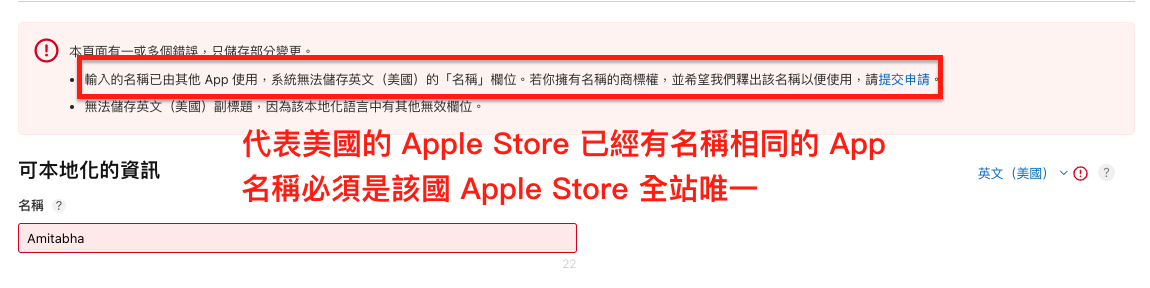 本頁面有一或多個錯誤，只儲存部分變更。
• 輸入的名稱已由其他 App 使用，系統無法儲存英文（美國）的「名稱」欄位。若你擁有名稱的商標權，並希望我們釋出該名稱以便使用，請提交申請。
• 無法儲存英文（美國）副標題，因為該本地化語言中有其他無效欄位。
代表美國的 Apple Store 已經有名稱相同的 App
名稱必須是該國 Apple Store 全站唯一
可本地化的資訊
英文（美國）
?
名稱 ?
Amitabha
22